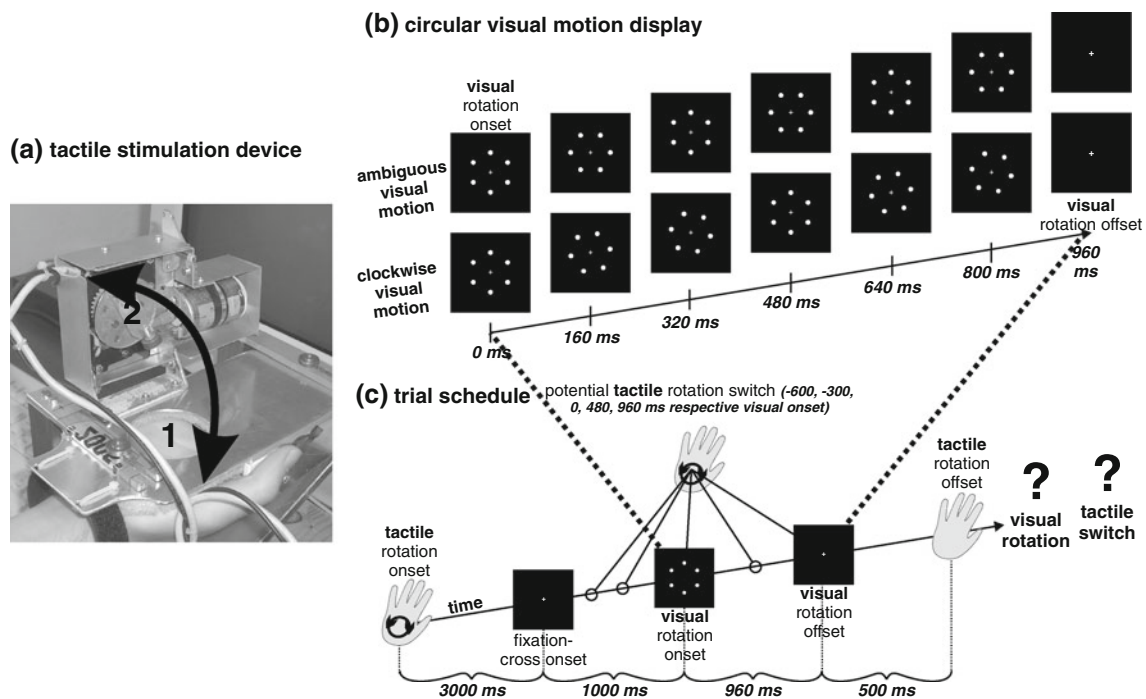 (a) tactile stimulation device
2
1
(b) circular visual motion display
visual
rotation
onset
ambiguous
visual
motion
clockwise
visual
motion
visual
rotation offset
0 ms
160 ms
320 ms
480 ms
640 ms
800 ms
960
ms
(c) trial schedule
potential tactile rotation switch (-600, -300,
0, 480, 960 ms respective visual onset)
tactile
rotation
onset
time
fixation-
cross onset
visual
rotation
onset
visual
rotation
offset
tactile
rotation
offset
?
visual
rotation
?
tactile
switch
3000 ms
1000 ms
960 ms
500 ms